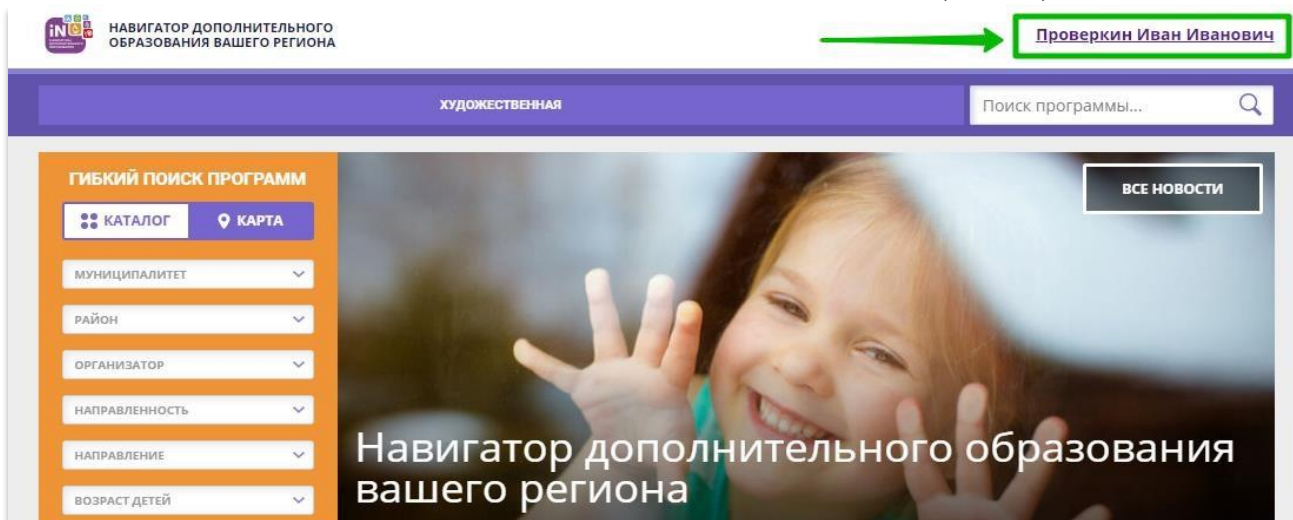 НАВИГАТОР ДОПОЛНИТЕЛЬНОГО
ОБРАЗОВАНИЯ ВАШЕГО РЕГИОНА
Проверкин Иван Иванович
ХУДОЖЕСТВЕННАЯ
Поиск программы...
ГИБКИЙ ПОИСК ПРОГРАММ
КАТАЛОГ
КАРТА
МУНИЦИПАЛИТЕТ
РАЙОН
ОРГАНИЗАТОР
НАПРАВЛЕННОСТЬ
НАПРАВЛЕНИЕ
ВОЗРАСТ ДЕТЕЙ
ВСЕ НОВОСТИ
Навигатор дополнительного образования
вашего региона